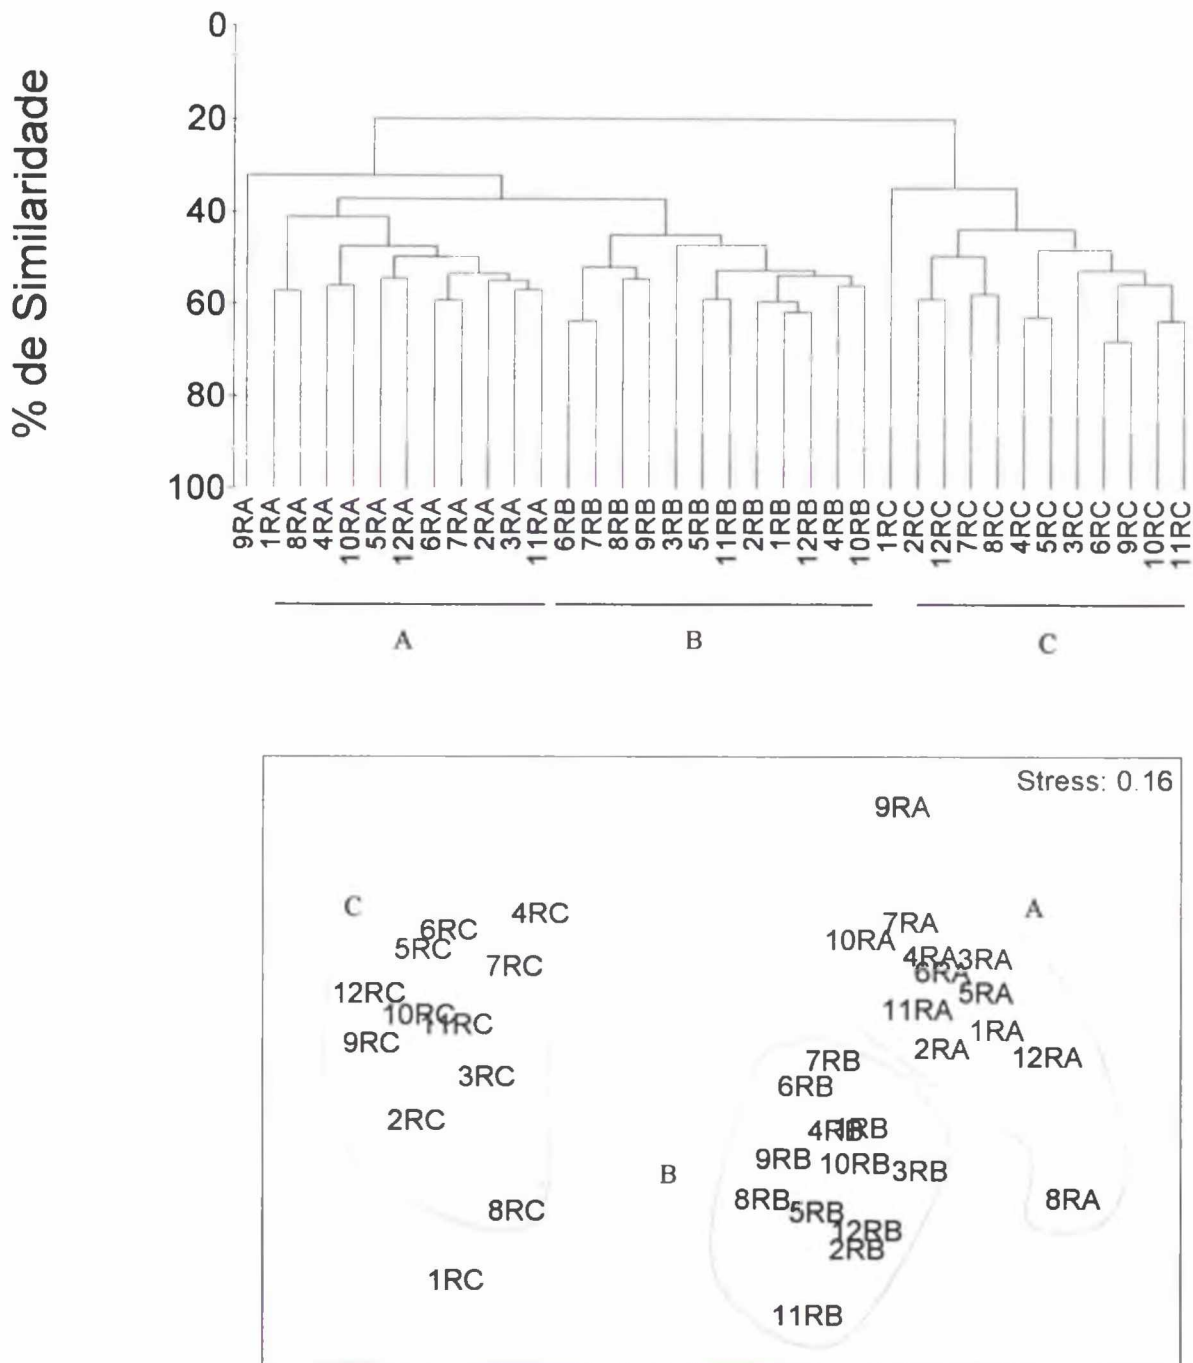 % de Similaridade
0
20
40
60
80
100
9RA 1RA 8RA 4RA 10RA 5RA 12RA 6RA 7RA 2RA 3RA 11RA 6RB 7RB 8RB 9RB 3RB 5RB 11RB 2RB 1RB 12RB 4RB 10RB 1RC 2RC 12RC 7RC 8RC 4RC 5RC 3RC 6RC 9RC 10RC 11RC
A B C
Stress: 0.16
9RA
C 4RC A
6RC 7RA
5RC 10RA
7RC 4RA 3RA
6RA
12RC 5RA
10RC 11RA
11RC 1RA
9RC 2RA 12RA
3RC 7RB
6RB
2RC 4RB 1RB
9RB 10RB 3RB
B
8RC 8RB 5RB 8RA
12RB
2RB
1RC
11RB